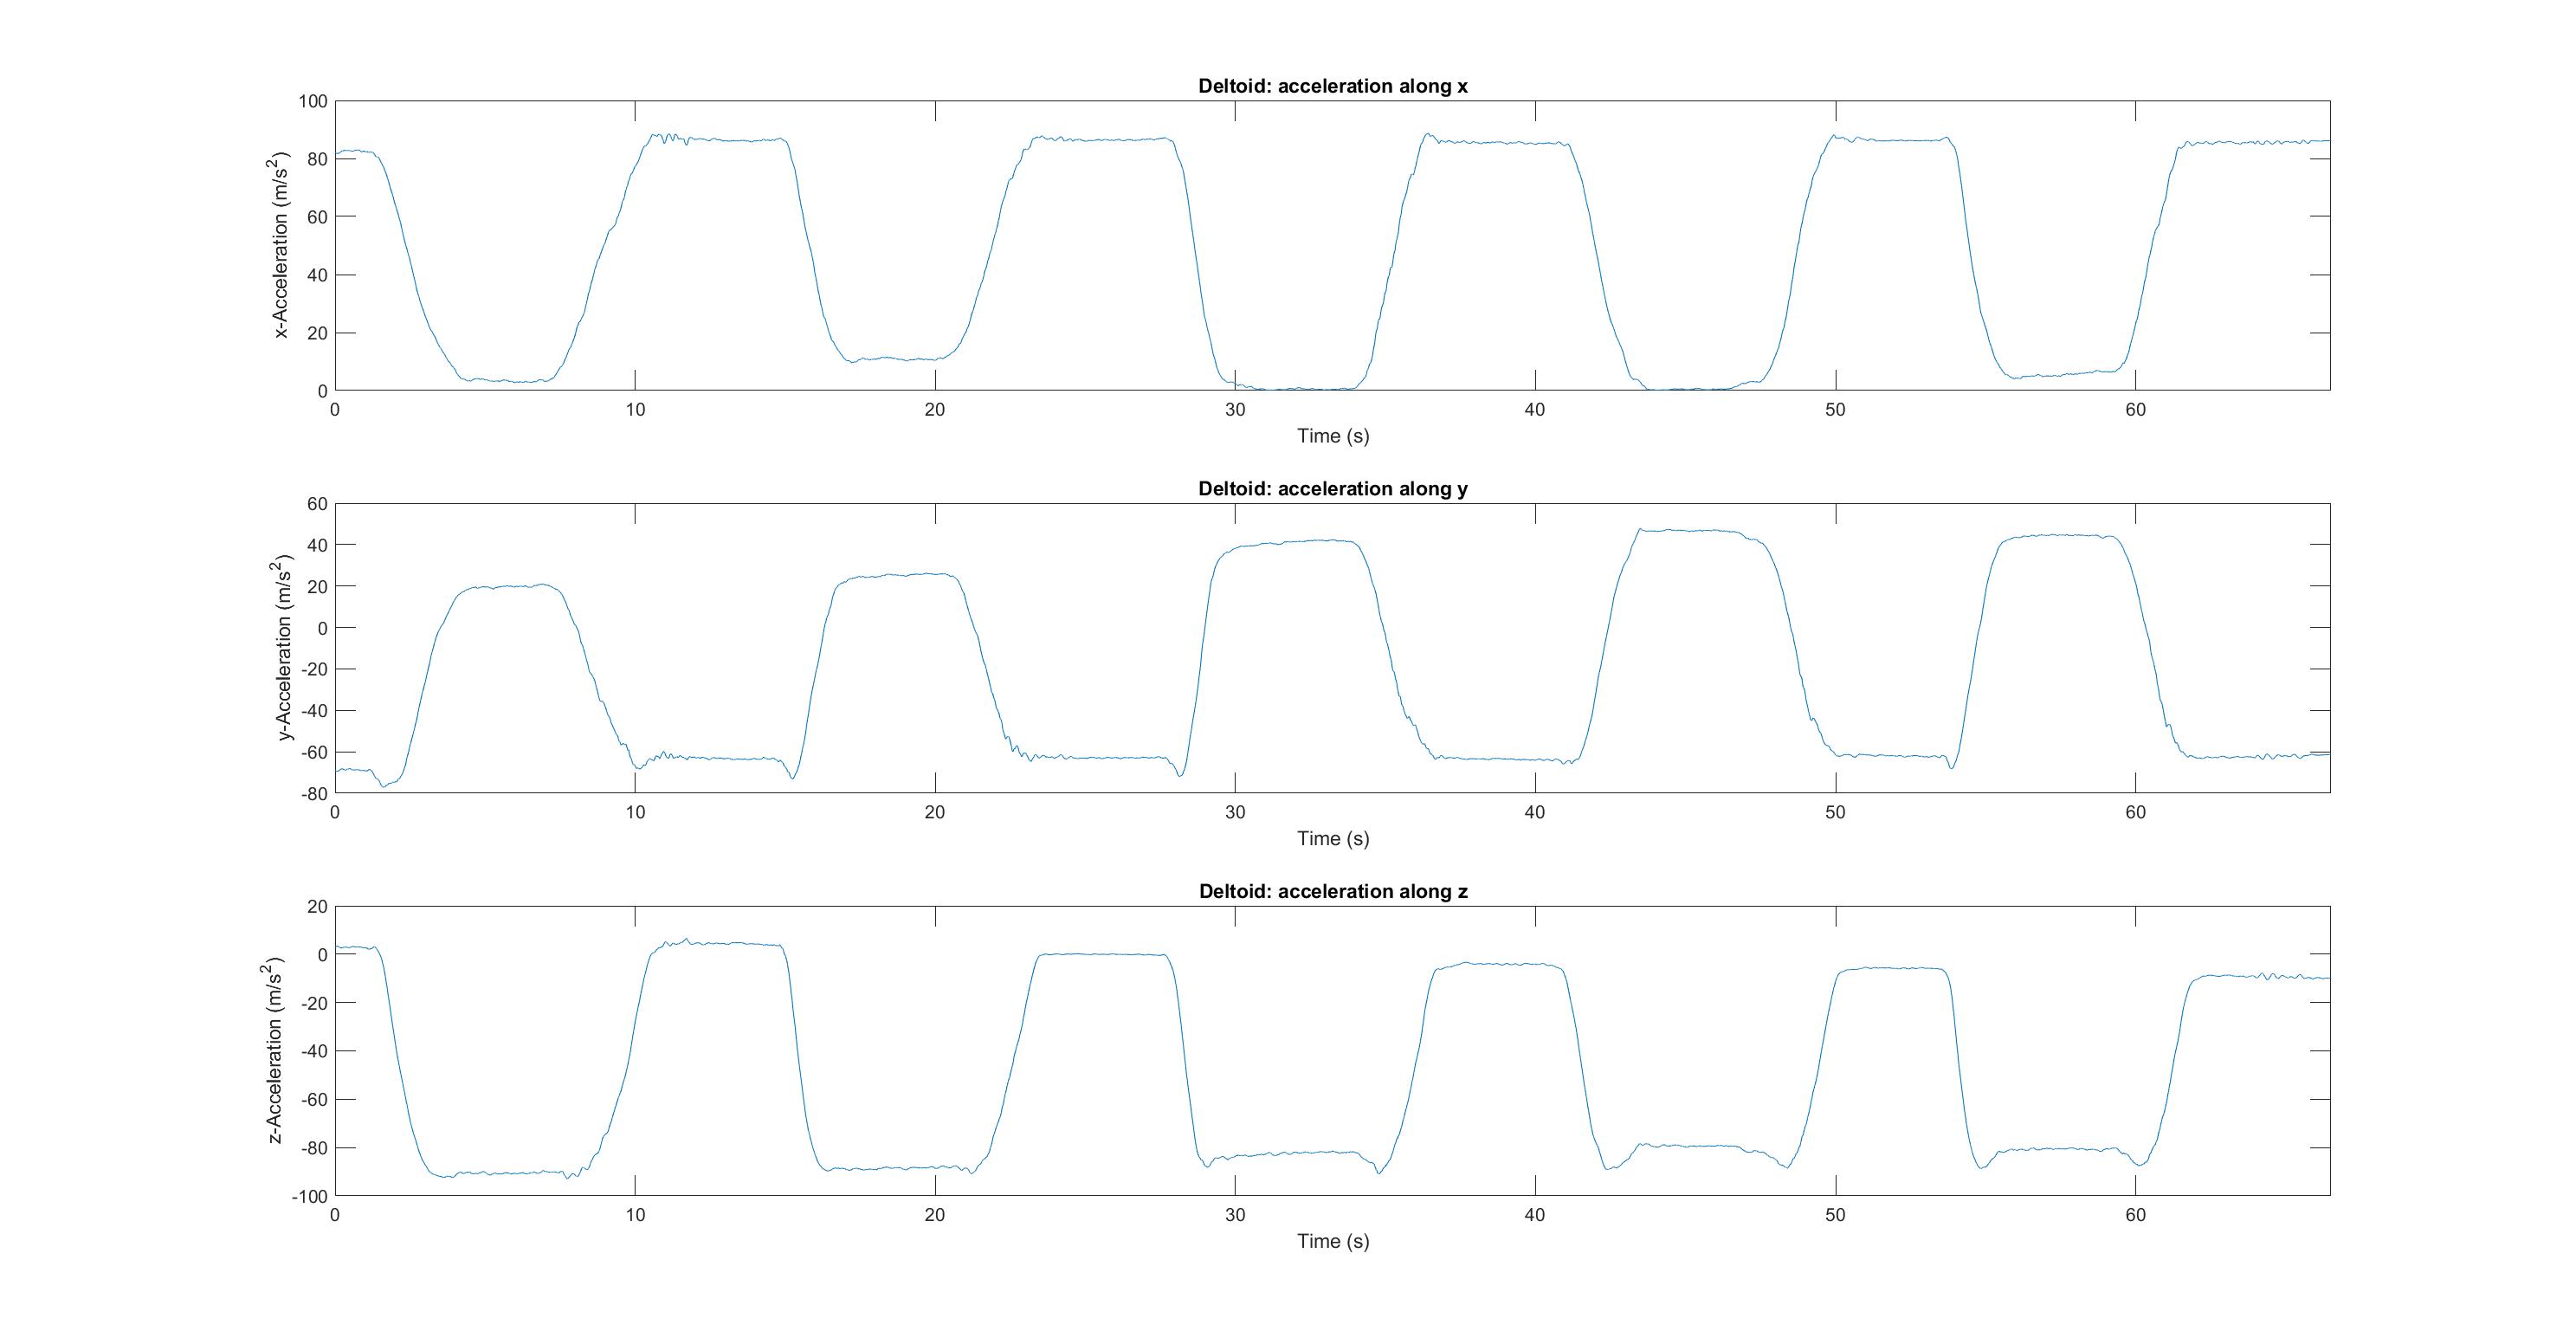 Deltoid: acceleration along x
x-Acceleration (m/s²)
100
80
60
40
20
0
0 10 20 30 40 50 60
Time (s)
Deltoid: acceleration along y
y-Acceleration (m/s²)
60
40
20
0
-20
-40
-60
-80
0 10 20 30 40 50 60
Time (s)
Deltoid: acceleration along z
z-Acceleration (m/s²)
20
0
-20
-40
-60
-80
-100
0 10 20 30 40 50 60
Time (s)